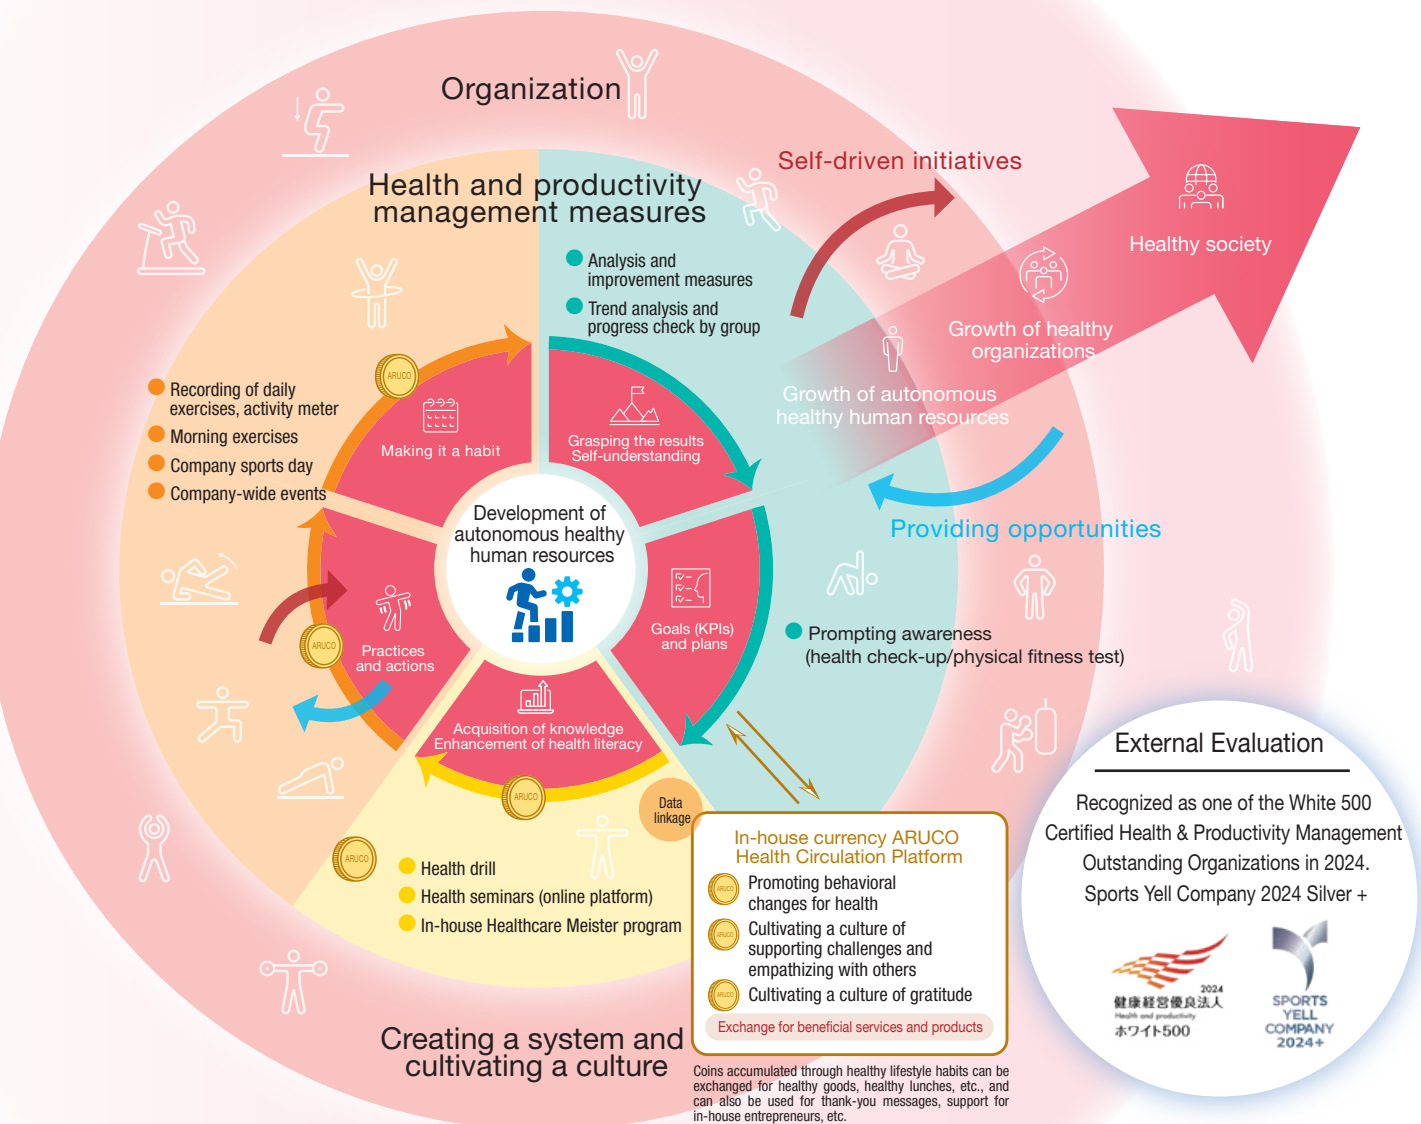 Organization
Health and productivity
management measures
Self-driven initiatives
Healthy society
Growth of healthy
organizations
Growth of autonomous
healthy human resources
Providing opportunities
Analysis and
improvement measures
Trend analysis and
progress check by group
Recording of daily
exercises, activity meter
Morning exercises
Company sports day
Company-wide events
ARUCO
Making it a habit
Grasping the results
Self-understanding
Development of
autonomous healthy
human resources
Goals (KPIs)
and plans
Prompting awareness
(health check-up/physical fitness test)
ARUCO
Practices
and actions
Acquisition of knowledge
Enhancement of health literacy
ARUCO
Data
linkage
ARUCO
Health drill
Health seminars (online platform)
In-house Healthcare Meister program
In-house currency ARUCO
Health Circulation Platform
ARUCO
Promoting behavioral
changes for health
ARUCO
Cultivating a culture of
supporting challenges and
empathizing with others
ARUCO
Cultivating a culture of gratitude
Exchange for beneficial services and products
Coins accumulated through healthy lifestyle habits can be
exchanged for healthy goods, healthy lunches, etc., and
can also be used for thank-you messages, support for
in-house entrepreneurs, etc.
Creating a system and
cultivating a culture
External Evaluation
Recognized as one of the White 500
Certified Health & Productivity Management
Outstanding Organizations in 2024.
Sports Yell Company 2024 Silver +
2024
健康経営優良法人
Health and productivity
ホワイト500
SPORTS
YELL
COMPANY
2024+